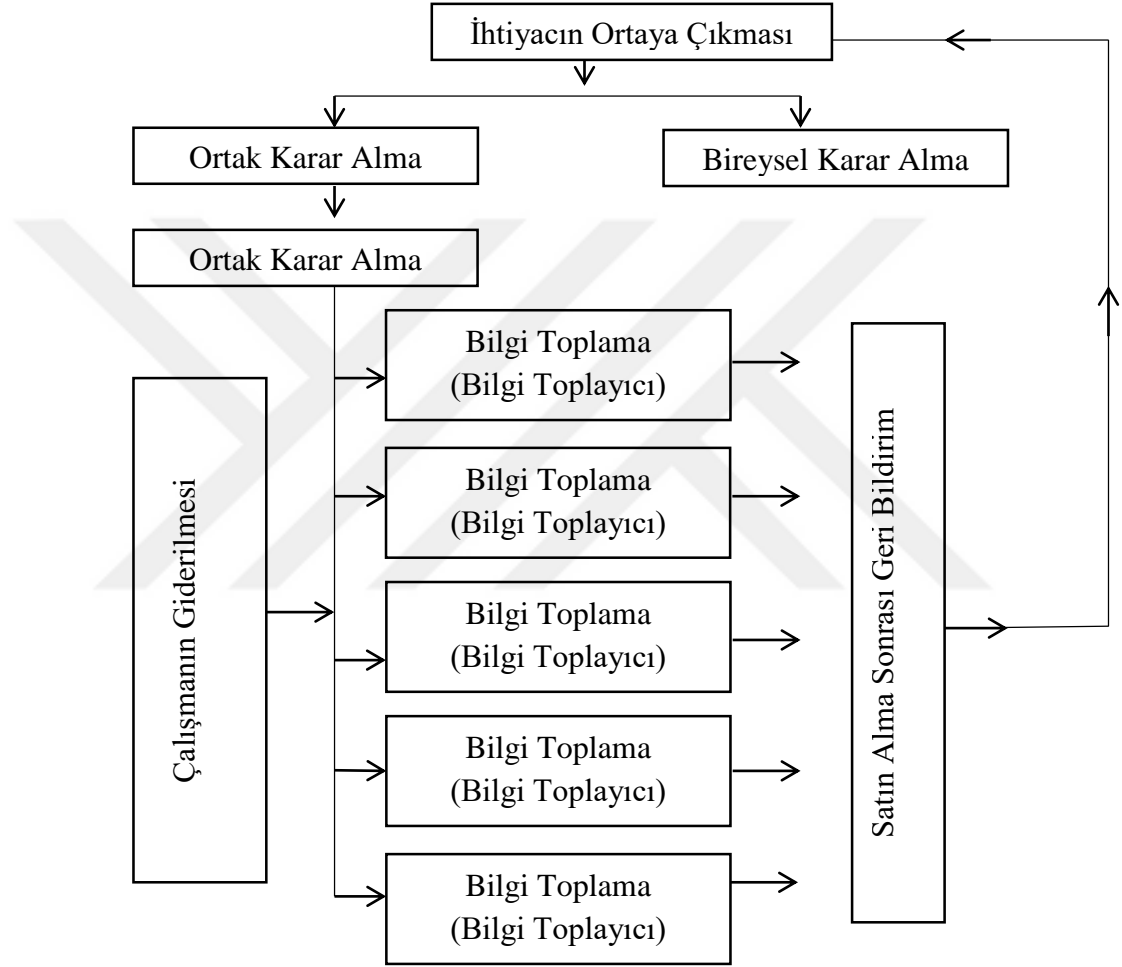 İhtiyacın Ortaya Çıkması
Ortak Karar Alma
Bireysel Karar Alma
Ortak Karar Alma
Bilgi Toplama
(Bilgi Toplayıcı)
Bilgi Toplama
(Bilgi Toplayıcı)
Bilgi Toplama
(Bilgi Toplayıcı)
Bilgi Toplama
(Bilgi Toplayıcı)
Bilgi Toplama
(Bilgi Toplayıcı)
Çalışmanın Giderilmesi
Satın Alma Sonrası Geri Bildirim